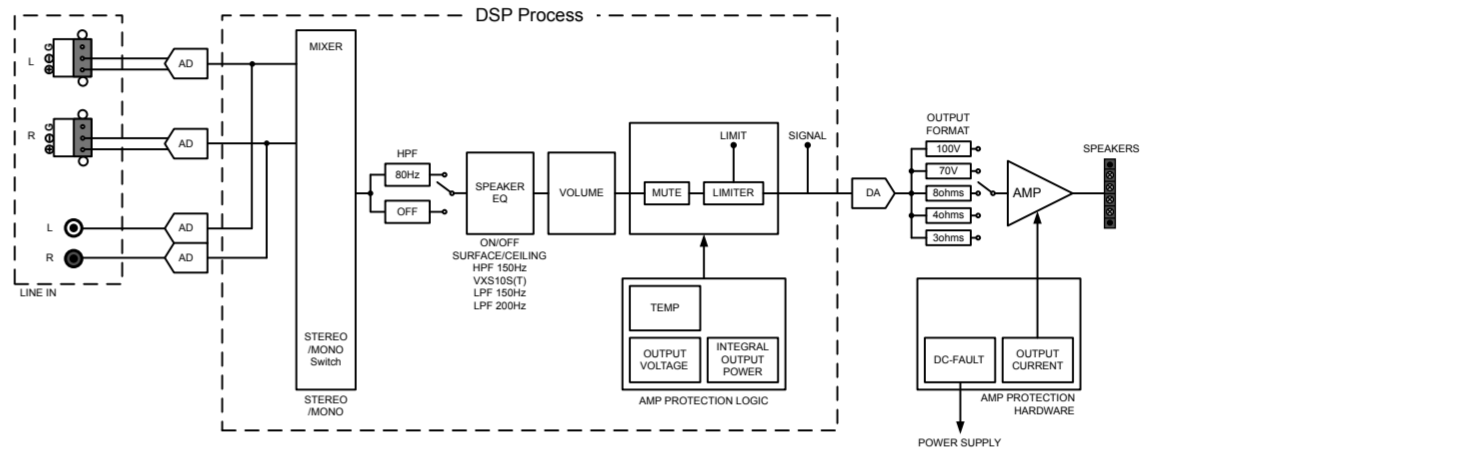 DSP Process
L
G
AD
R
G
AD
L
AD
R
AD
LINE IN
MIXER
STEREO
/MONO
Switch
STEREO
/MONO
HPF
80Hz
OFF
SPEAKER
EQ
ON/OFF
SURFACE/CEILING
HPF 150Hz
VXS10S(T)
LPF 150Hz
LPF 200Hz
VOLUME
LIMIT
MUTE
LIMITER
SIGNAL
TEMP
OUTPUT
VOLTAGE
INTEGRAL
OUTPUT
POWER
AMP PROTECTION LOGIC
DA
OUTPUT
FORMAT
100V
70V
8ohms
4ohms
3ohms
AMP
SPEAKERS
DC-FAULT
OUTPUT
CURRENT
AMP PROTECTION
HARDWARE
POWER SUPPLY